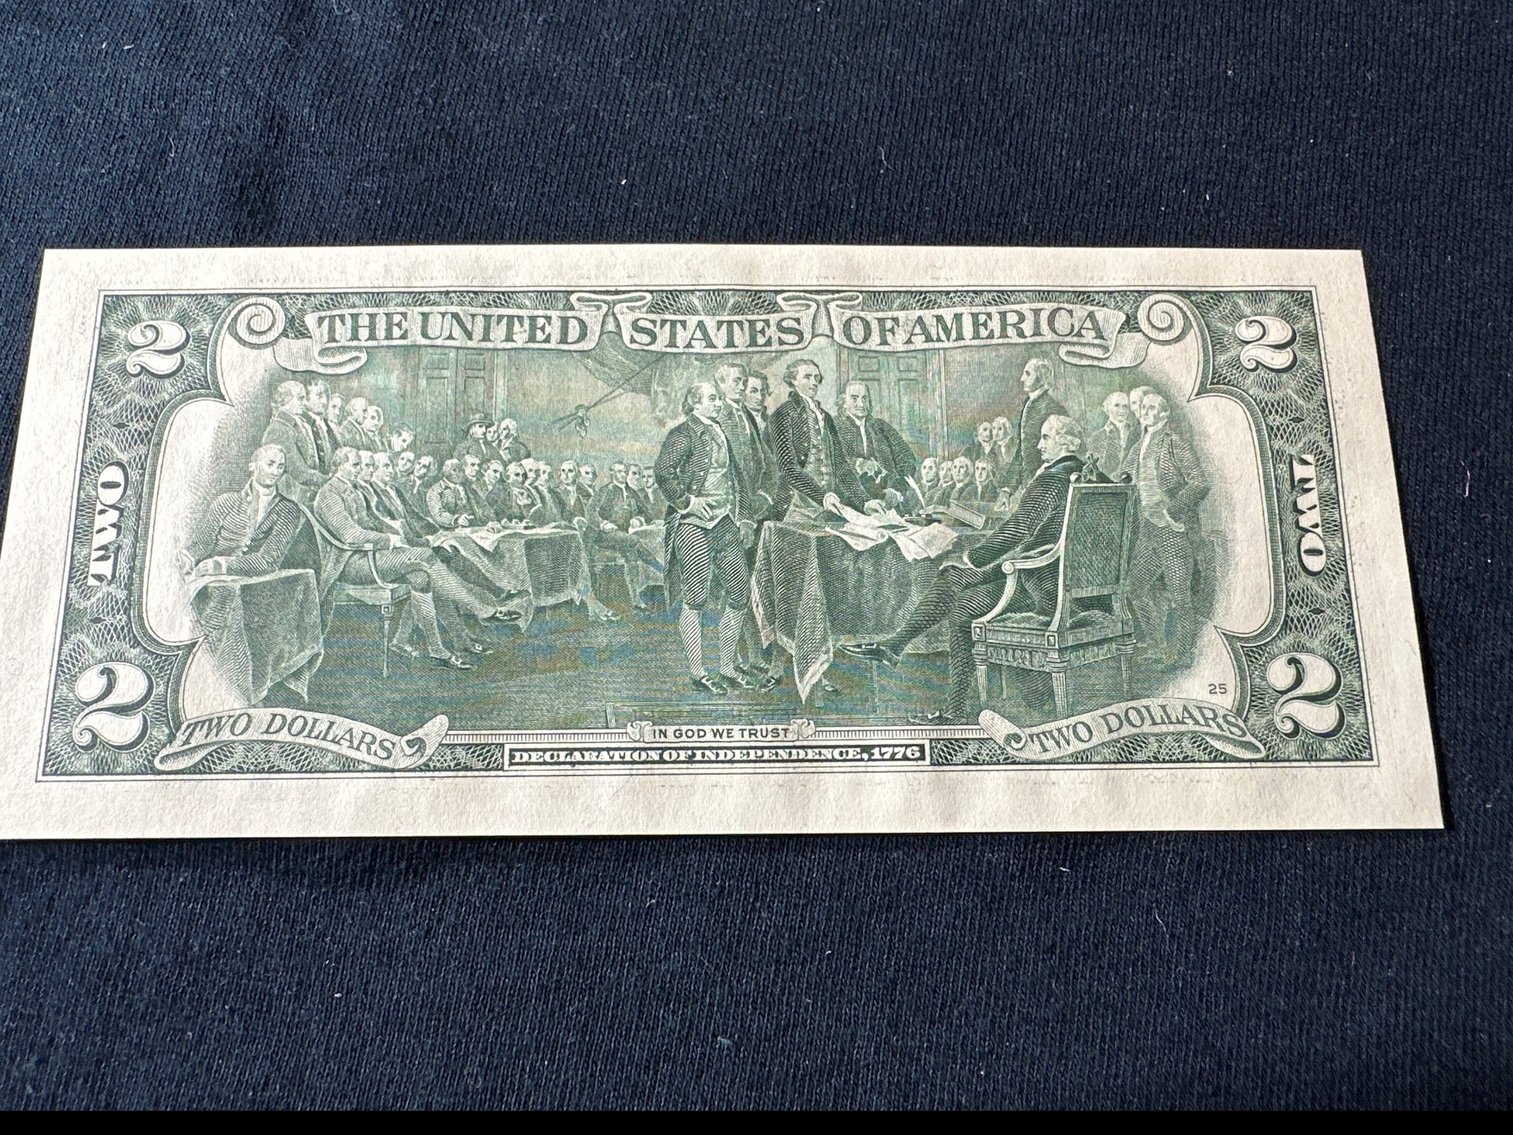 2 THE UNITED STATES OF AMERICA 2
TWO TWO
25
2 TWO DOLLARS IN GOD WE TRUST TWO DOLLARS 2
DECLARATION OF INDEPENDENCE, 1776